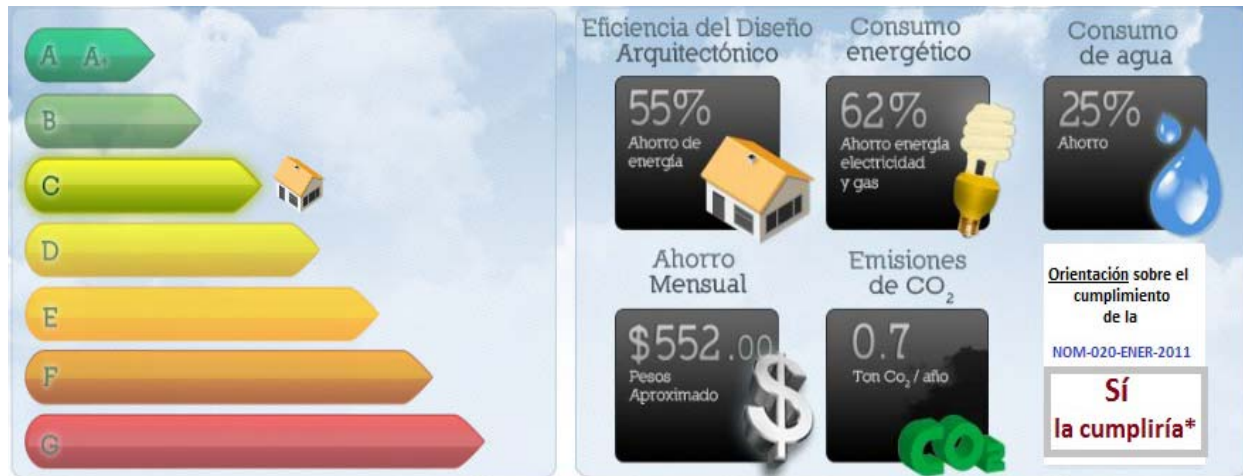 A A+
B
C
D
E
F
G
Eficiencia del Diseño
Arquitectónico
55%
Ahorro de
energía
Consumo
energético
62%
Ahorro energía
electricidad
y gas
Consumo
de agua
25%
Ahorro
Ahorro
Mensual
$552.00
Pesos
Aproximado
$
Emisiones
de CO2
0.7
Ton Co2 / año
CO2
Orientación sobre el
cumplimiento
de la
NOM-020-ENER-2011
Sí
la cumpliría*